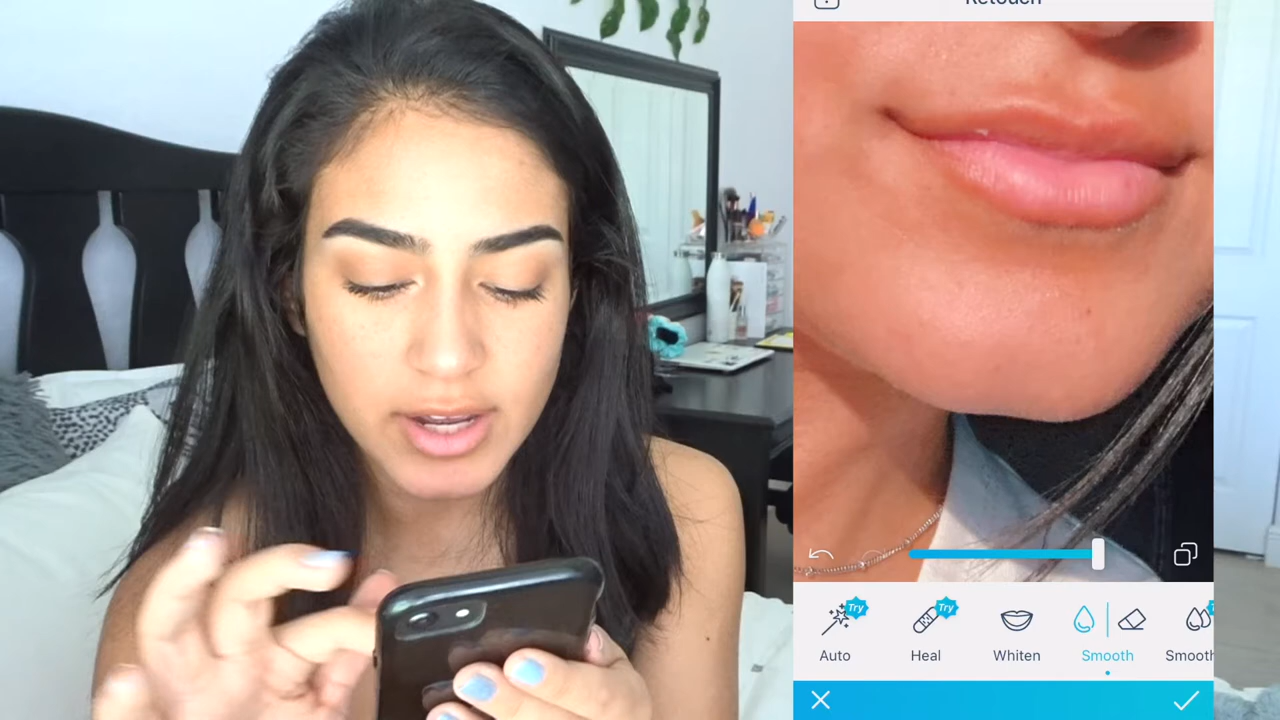 Retouch
Try
Try
Auto
Heal
Whiten
Smooth
Smooth